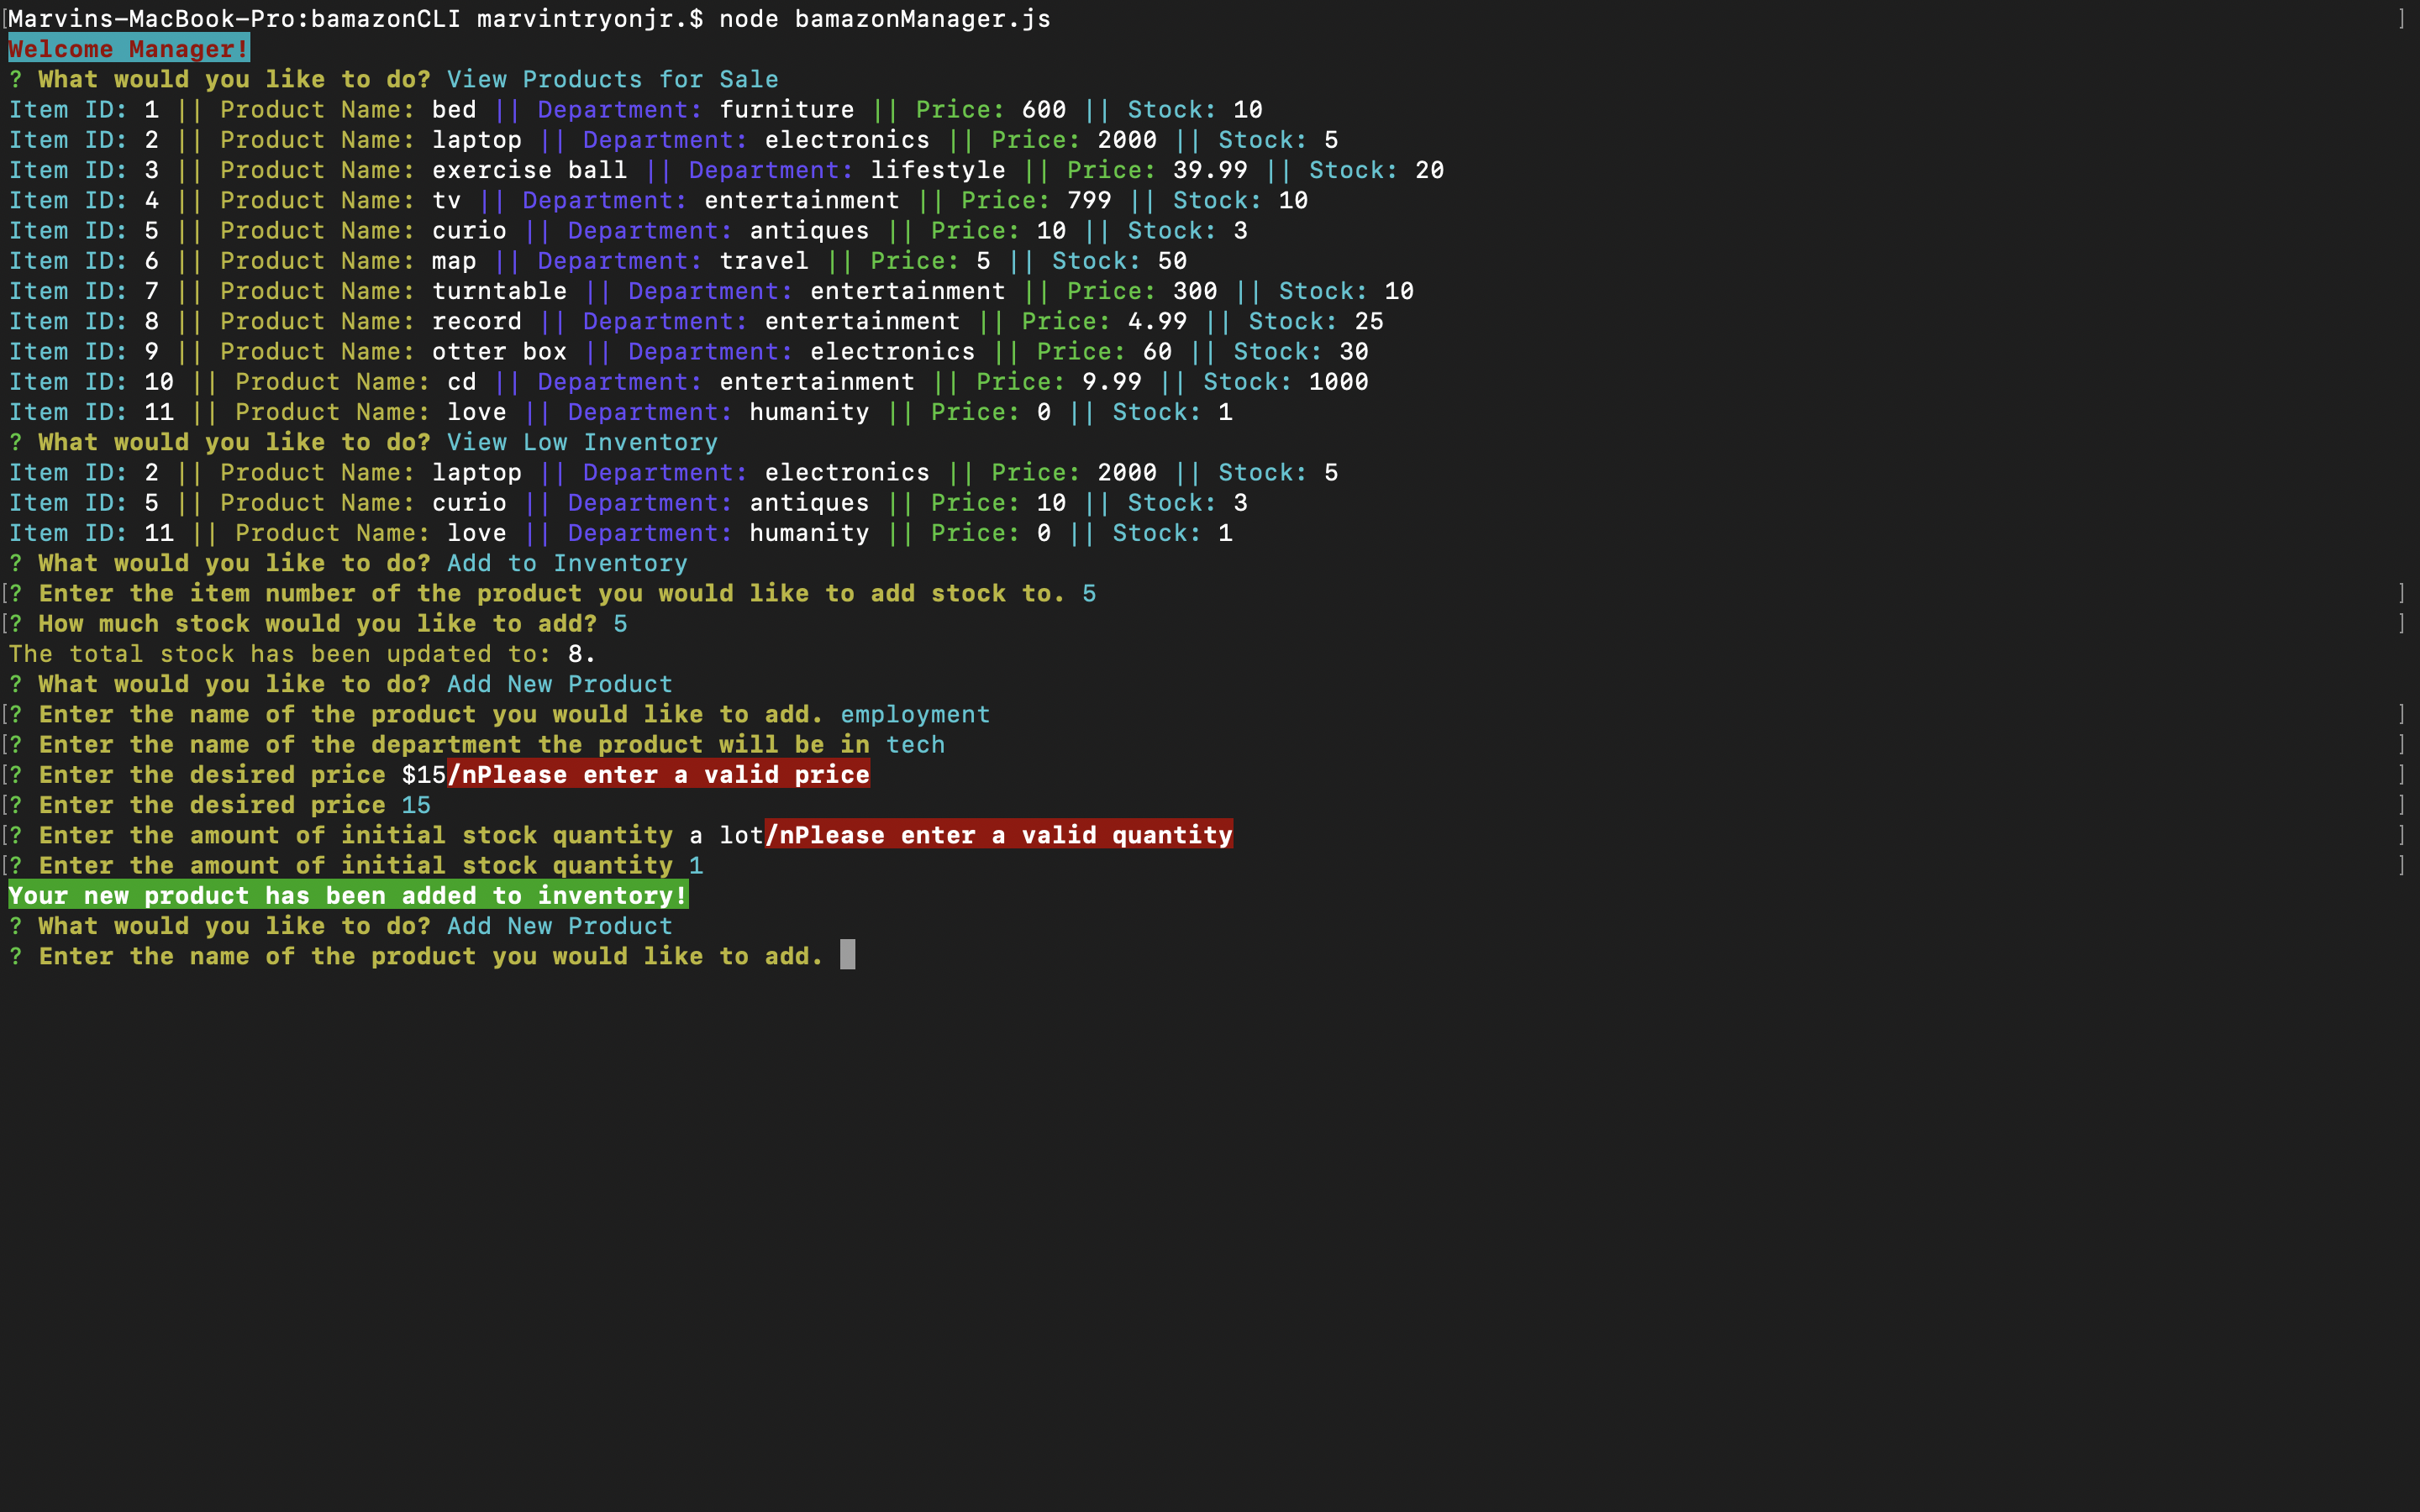 [Marvins-MacBook-Pro:bamazonCLI marvintryonjr.$ node bamazonManager.js ]
Welcome Manager!
? What would you like to do? View Products for Sale
Item ID: 1 || Product Name: bed || Department: furniture || Price: 600 || Stock: 10
Item ID: 2 || Product Name: laptop || Department: electronics || Price: 2000 || Stock: 5
Item ID: 3 || Product Name: exercise ball || Department: lifestyle || Price: 39.99 || Stock: 20
Item ID: 4 || Product Name: tv || Department: entertainment || Price: 799 || Stock: 10
Item ID: 5 || Product Name: curio || Department: antiques || Price: 10 || Stock: 3
Item ID: 6 || Product Name: map || Department: travel || Price: 5 || Stock: 50
Item ID: 7 || Product Name: turntable || Department: entertainment || Price: 300 || Stock: 10
Item ID: 8 || Product Name: record || Department: entertainment || Price: 4.99 || Stock: 25
Item ID: 9 || Product Name: otter box || Department: electronics || Price: 60 || Stock: 30
Item ID: 10 || Product Name: cd || Department: entertainment || Price: 9.99 || Stock: 1000
Item ID: 11 || Product Name: love || Department: humanity || Price: 0 || Stock: 1
? What would you like to do? View Low Inventory
Item ID: 2 || Product Name: laptop || Department: electronics || Price: 2000 || Stock: 5
Item ID: 5 || Product Name: curio || Department: antiques || Price: 10 || Stock: 3
Item ID: 11 || Product Name: love || Department: humanity || Price: 0 || Stock: 1
? What would you like to do? Add to Inventory
[? Enter the item number of the product you would like to add stock to. 5 ]
[? How much stock would you like to add? 5 ]
The total stock has been updated to: 8.
? What would you like to do? Add New Product
[? Enter the name of the product you would like to add. employment ]
[? Enter the name of the department the product will be in tech ]
[? Enter the desired price $15/nPlease enter a valid price ]
[? Enter the desired price 15 ]
[? Enter the amount of initial stock quantity a lot/nPlease enter a valid quantity ]
[? Enter the amount of initial stock quantity 1 ]
Your new product has been added to inventory!
? What would you like to do? Add New Product
? Enter the name of the product you would like to add.